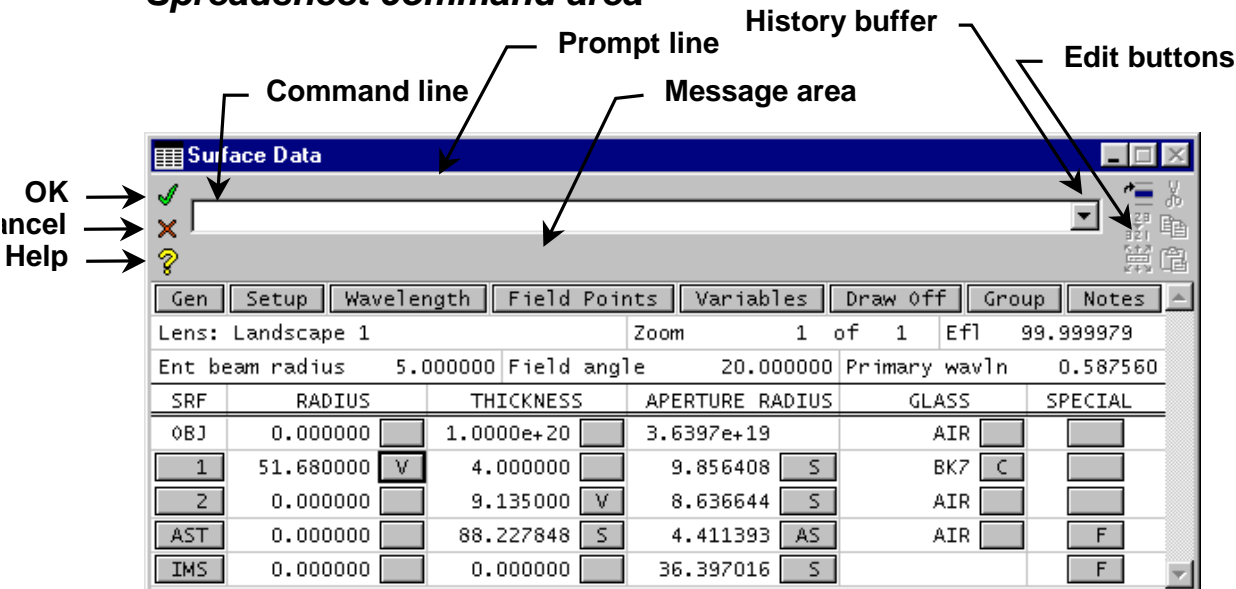 Spreadsheet command area
History buffer
Prompt line
Edit buttons
Command line
Message area
Surface Data
OK
ancel
Help
Gen Setup Wavelength Field Points Variables Draw Off Group Notes
Lens: Landscape 1 Zoom 1 of 1 Efl 99.999979
Ent beam radius 5.000000 Field angle 20.000000 Primary wavln 0.587560
SRF RADIUS THICKNESS APERTURE RADIUS GLASS SPECIAL
OBJ 0.000000 1.0000e+20 3.6397e+19 AIR
1 51.680000 V 4.000000 9.856408 S BK7 C
2 0.000000 9.135000 V 8.636644 S AIR
AST 0.000000 88.227848 S 4.411393 AS AIR F
IMS 0.000000 0.000000 36.397016 S F